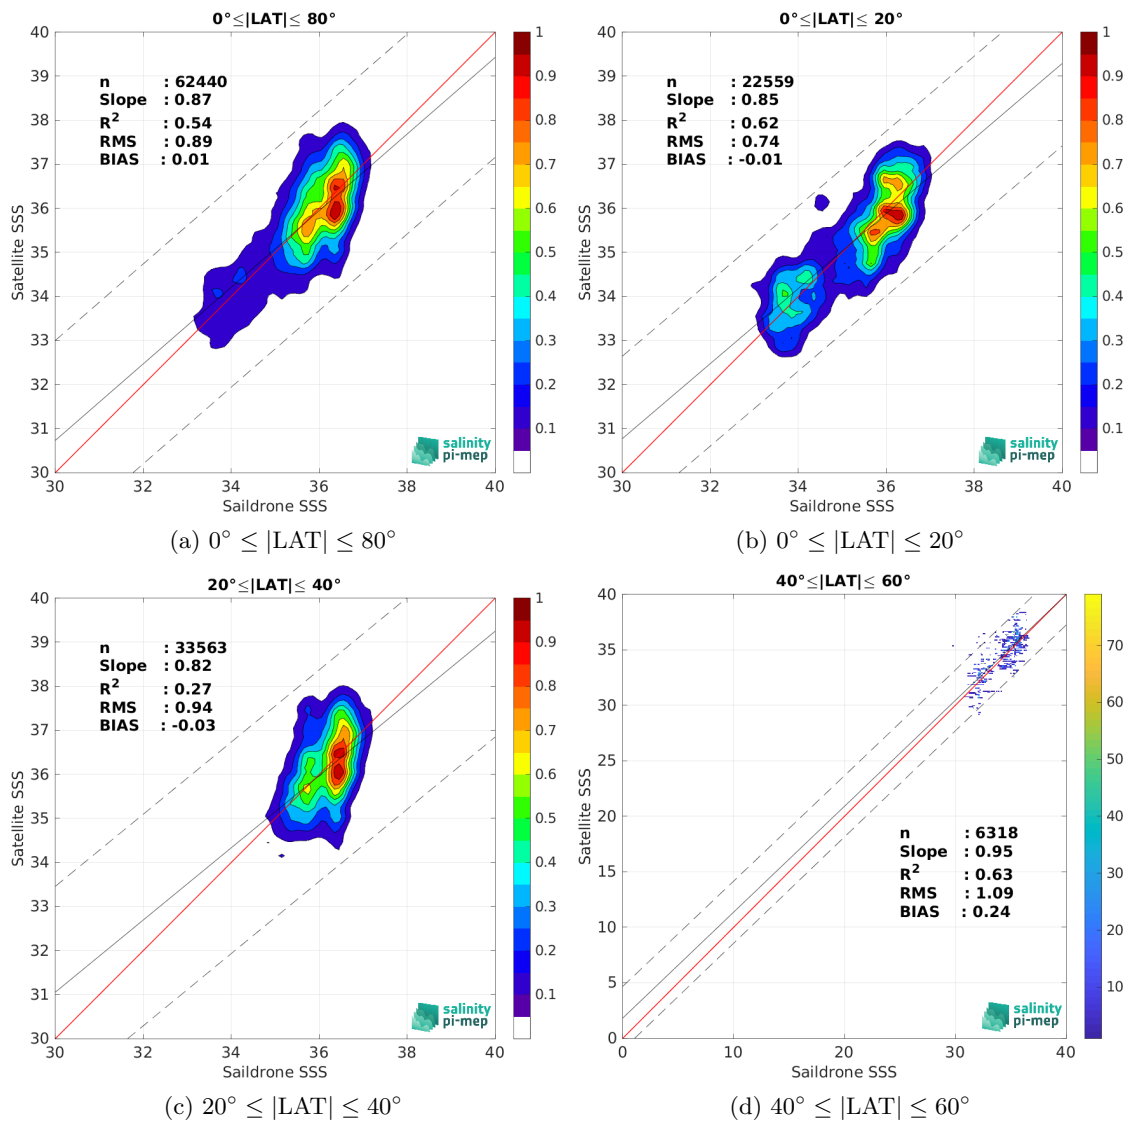 0°≤|LAT|≤ 80°
40
39
38
37
36
35
34
33
32
31
30
30 32 34 36 38 40
Satellite SSS
Saildrone SSS
n : 62440
Slope : 0.87
R² : 0.54
RMS : 0.89
BIAS : 0.01
1
0.9
0.8
0.7
0.6
0.5
0.4
0.3
0.2
0.1
salinity
pi-mep
(a) 0° ≤ |LAT| ≤ 80°
0°≤|LAT|≤ 20°
40
39
38
37
36
35
34
33
32
31
30
30 32 34 36 38 40
Satellite SSS
Saildrone SSS
n : 22559
Slope : 0.85
R² : 0.62
RMS : 0.74
BIAS : -0.01
1
0.9
0.8
0.7
0.6
0.5
0.4
0.3
0.2
0.1
salinity
pi-mep
(b) 0° ≤ |LAT| ≤ 20°
20°≤|LAT|≤ 40°
40
39
38
37
36
35
34
33
32
31
30
30 32 34 36 38 40
Satellite SSS
Saildrone SSS
n : 33563
Slope : 0.82
R² : 0.27
RMS : 0.94
BIAS : -0.03
1
0.9
0.8
0.7
0.6
0.5
0.4
0.3
0.2
0.1
salinity
pi-mep
(c) 20° ≤ |LAT| ≤ 40°
40°≤|LAT|≤ 60°
40
35
30
25
20
15
10
5
0
0 10 20 30 40
Satellite SSS
Saildrone SSS
n : 6318
Slope : 0.95
R² : 0.63
RMS : 1.09
BIAS : 0.24
70
60
50
40
30
20
10
salinity
pi-mep
(d) 40° ≤ |LAT| ≤ 60°